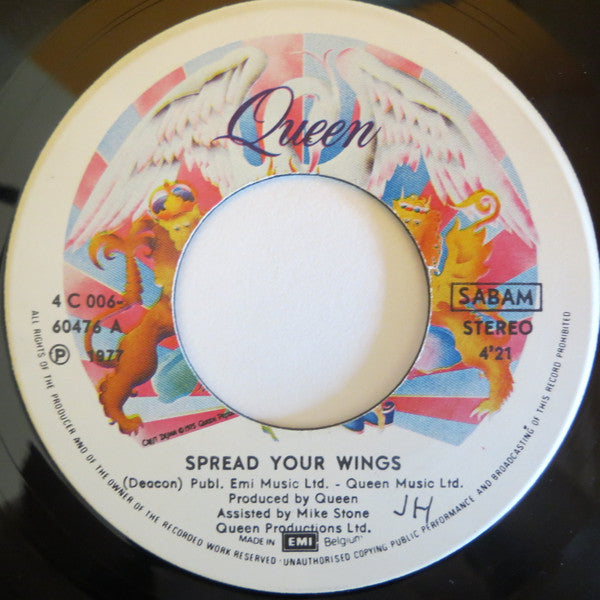 Queen
4 C 006-
60476 A
Ⓟ 1977
SABAM
STEREO
4'21
© 1975 QUEEN
SPREAD YOUR WINGS
(Deacon) Publ. Emi Music Ltd. - Queen Music Ltd.
Produced by Queen
Assisted by Mike Stone
Queen Productions Ltd.
JH
MADE IN EMI Belgium
ALL RIGHTS OF THE PRODUCER AND OF THE OWNER OF THE RECORDED WORK RESERVED · UNAUTHORISED COPYING PUBLIC PERFORMANCE AND BROADCASTING OF THIS RECORD PROHIBITED